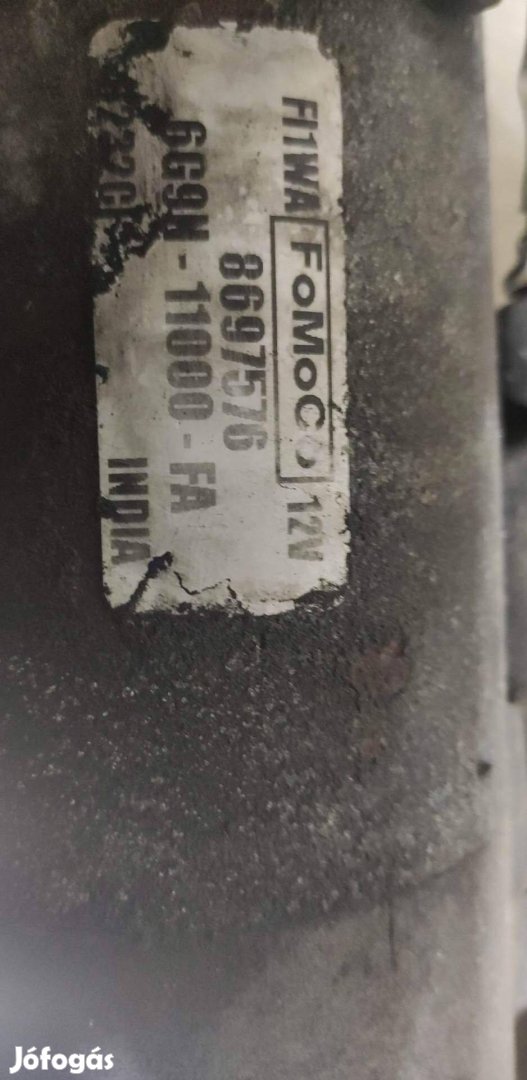 FI1WA FoMoCo 12V
8697576
6G9N - 11000 - FA
INDIA
Jófogás